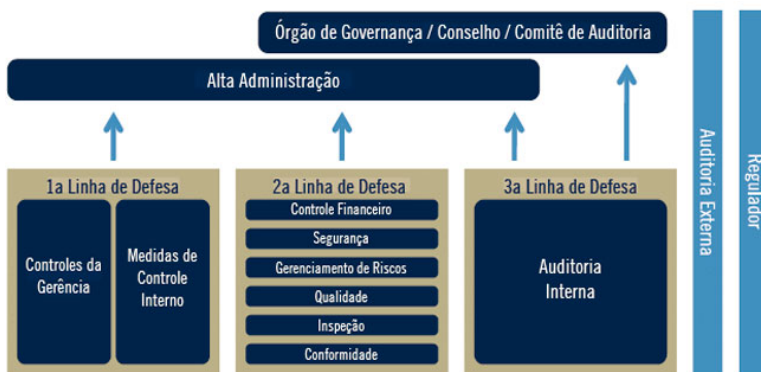 Órgão de Governança / Conselho / Comitê de Auditoria
Alta Administração
1a Linha de Defesa
Controles da
Gerência
Medidas de
Controle
Interno
2a Linha de Defesa
Controle Financeiro
Segurança
Gerenciamento de Riscos
Qualidade
Inspeção
Conformidade
3a Linha de Defesa
Auditoria
Interna
Auditoria Externa
Regulador